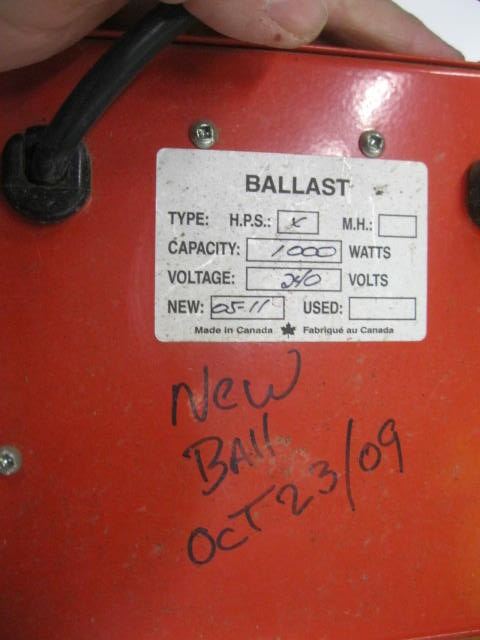 BALLAST
TYPE: H.P.S.: x M.H.:
CAPACITY: 1000 WATTS
VOLTAGE: 240 VOLTS
NEW: 05-11 USED:
Made in Canada Fabriqué au Canada
New
Ball
OCT 23/09